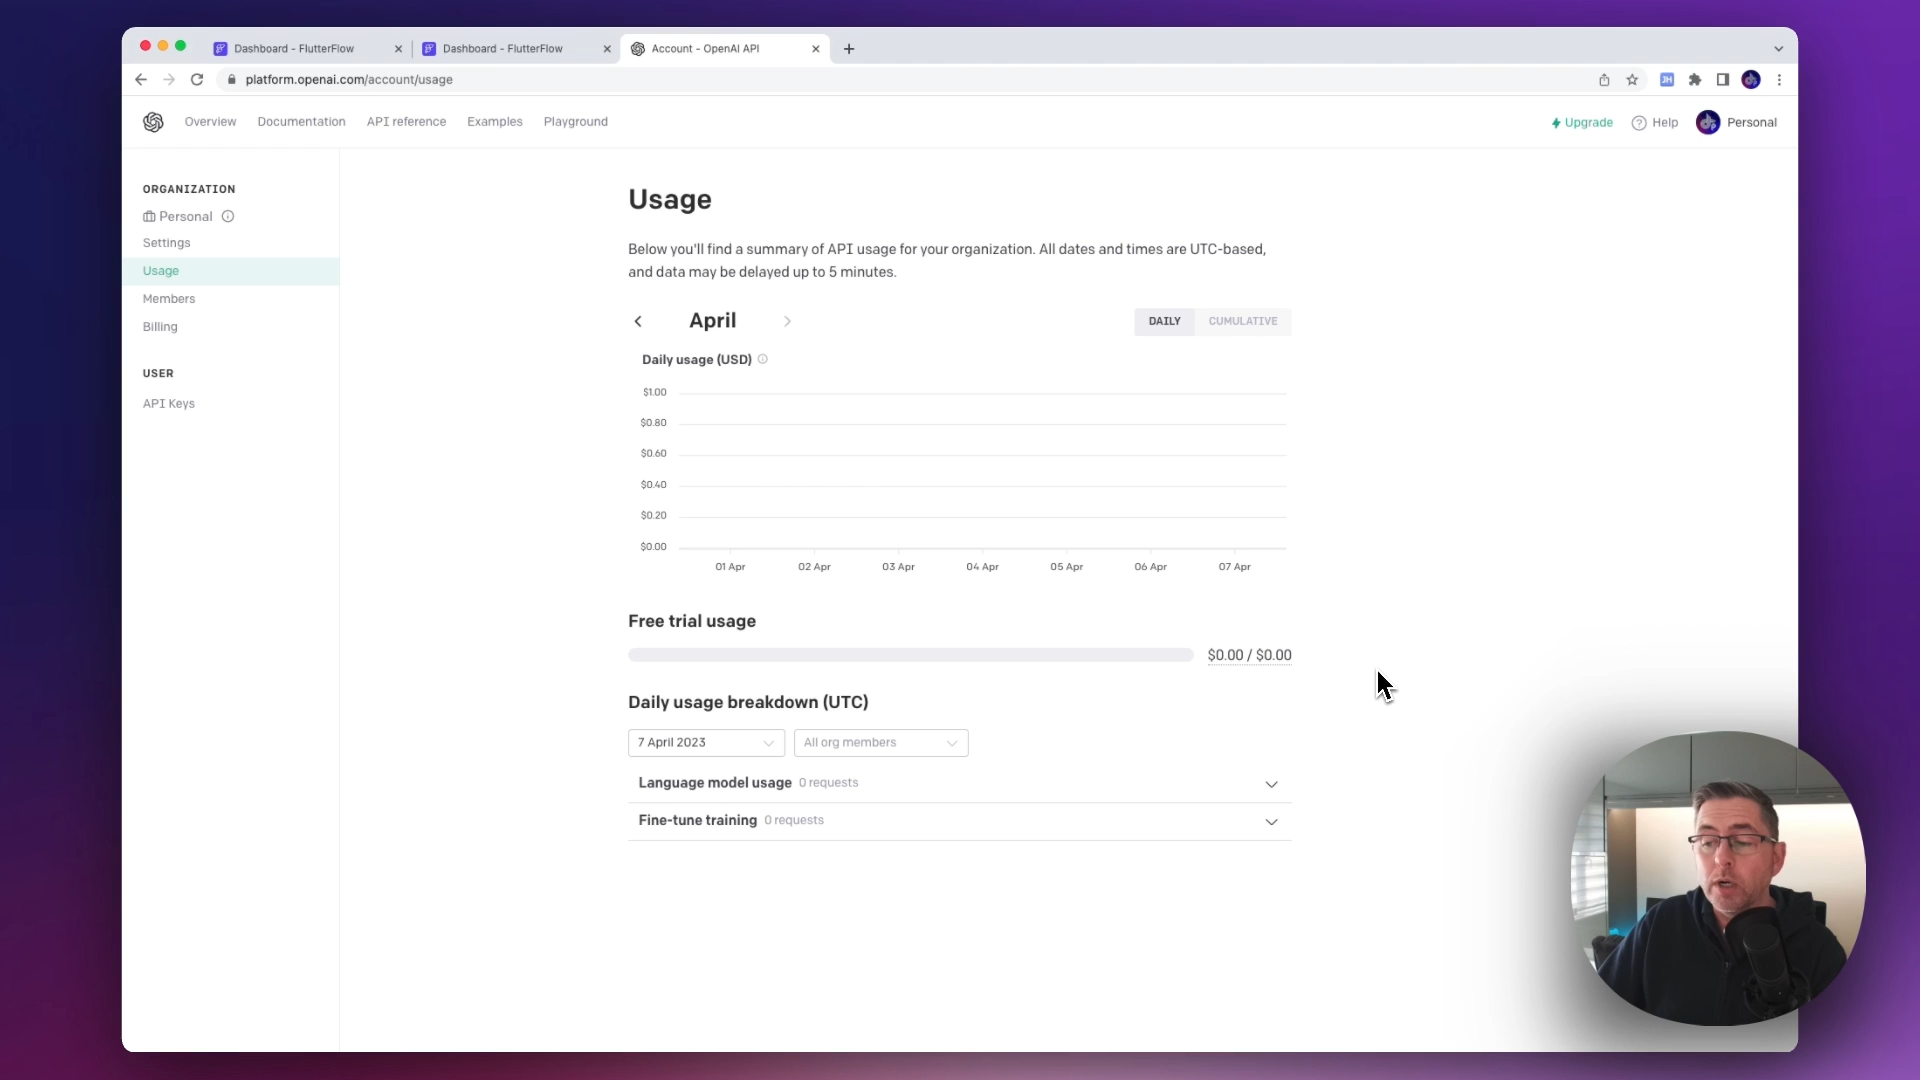 Dashboard - FlutterFlow
Dashboard - FlutterFlow
Account - OpenAI API
platform.openai.com/account/usage
JH
Overview
Documentation
API reference
Examples
Playground
Upgrade
Help
Personal
ORGANIZATION
Personal
Settings
Usage
Members
Billing
USER
API Keys
Usage
Below you'll find a summary of API usage for your organization. All dates and times are UTC-based,
and data may be delayed up to 5 minutes.
April
DAILY
CUMULATIVE
Daily usage (USD)
$1.00
$0.80
$0.60
$0.40
$0.20
$0.00
01 Apr
02 Apr
03 Apr
04 Apr
05 Apr
06 Apr
07 Apr
Free trial usage
$0.00 / $0.00
Daily usage breakdown (UTC)
7 April 2023
All org members
Language model usage 0 requests
Fine-tune training 0 requests